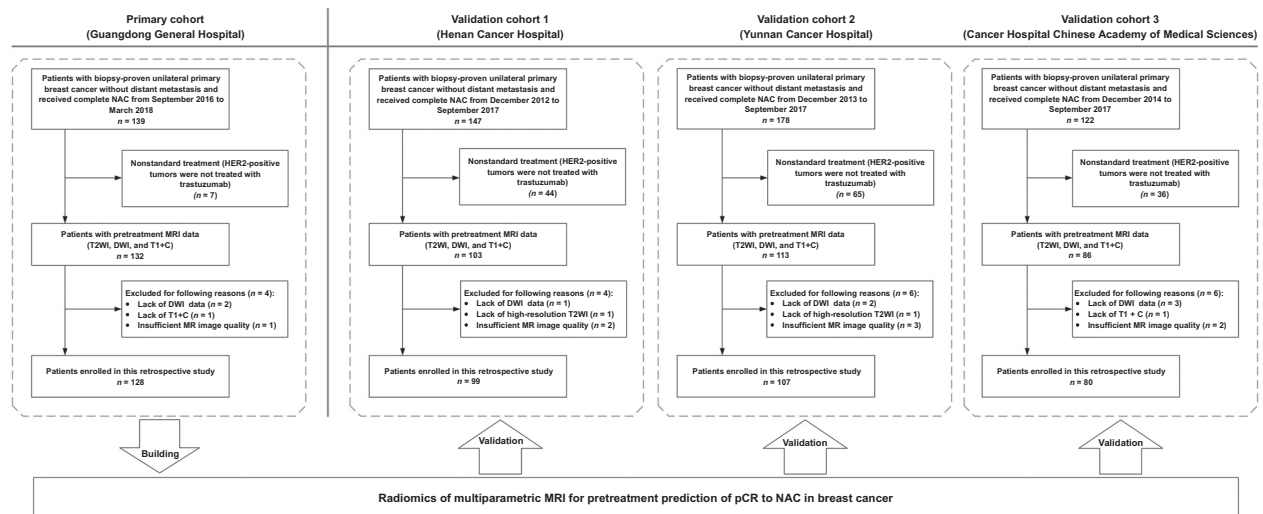 Primary cohort
(Guangdong General Hospital)
Patients with biopsy-proven unilateral primary
breast cancer without distant metastasis and
received complete NAC from September 2016 to
March 2018
n = 139
Nonstandard treatment (HER2-positive
tumors were not treated with
trastuzumab)
(n = 7)
Patients with pretreatment MRI data
(T2WI, DWI, and T1+C)
n = 132
Excluded for following reasons (n = 4):
• Lack of DWI data (n = 2)
• Lack of T1+C (n = 1)
• Insufficient MR image quality (n = 1)
Patients enrolled in this retrospective study
n = 128
Building
Validation cohort 1
(Henan Cancer Hospital)
Patients with biopsy-proven unilateral primary
breast cancer without distant metastasis and
received complete NAC from December 2012 to
September 2017
n = 147
Nonstandard treatment (HER2-positive
tumors were not treated with
trastuzumab)
(n = 44)
Patients with pretreatment MRI data
(T2WI, DWI, and T1+C)
n = 103
Excluded for following reasons (n = 4):
• Lack of DWI data (n = 1)
• Lack of high-resolution T2WI (n = 1)
• Insufficient MR image quality (n = 2)
Patients enrolled in this retrospective study
n = 99
Validation
Validation cohort 2
(Yunnan Cancer Hospital)
Patients with biopsy-proven unilateral primary
breast cancer without distant metastasis and
received complete NAC from December 2013 to
September 2017
n = 178
Nonstandard treatment (HER2-positive
tumors were not treated with
trastuzumab)
(n = 65)
Patients with pretreatment MRI data
(T2WI, DWI, and T1+C)
n = 113
Excluded for following reasons (n = 6):
• Lack of DWI data (n = 2)
• Lack of high-resolution T2WI (n = 1)
• Insufficient MR image quality (n = 3)
Patients enrolled in this retrospective study
n = 107
Validation
Validation cohort 3
(Cancer Hospital Chinese Academy of Medical Sciences)
Patients with biopsy-proven unilateral primary
breast cancer without distant metastasis and
received complete NAC from December 2014 to
September 2017
n = 122
Nonstandard treatment (HER2-positive
tumors were not treated with
trastuzumab)
(n = 36)
Patients with pretreatment MRI data
(T2WI, DWI, and T1+C)
n = 86
Excluded for following reasons (n = 6):
• Lack of DWI data (n = 3)
• Lack of T1 + C (n = 1)
• Insufficient MR image quality (n = 2)
Patients enrolled in this retrospective study
n = 80
Validation
Radiomics of multiparametric MRI for pretreatment prediction of pCR to NAC in breast cancer